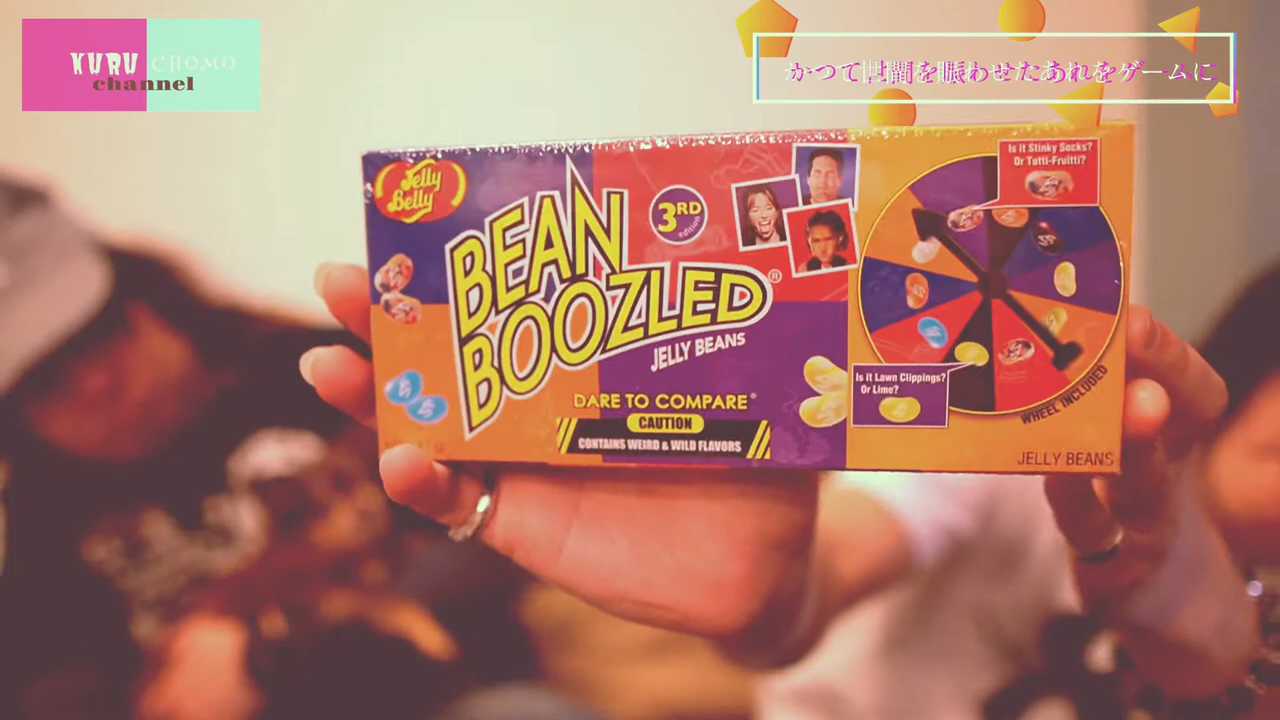 KURU CROMO
channel
かつて世間を賑わせたあれをゲームに
Jelly
Belly
BEAN
BOOZLED®
JELLY BEANS
3RD
edition
DARE TO COMPARE®
CAUTION
CONTAINS WEIRD & WILD FLAVORS
Is it Stinky Socks?
Or Tutti-Fruitti?
Is it Lawn Clippings?
Or Lime?
WHEEL INCLUDED
JELLY BEANS